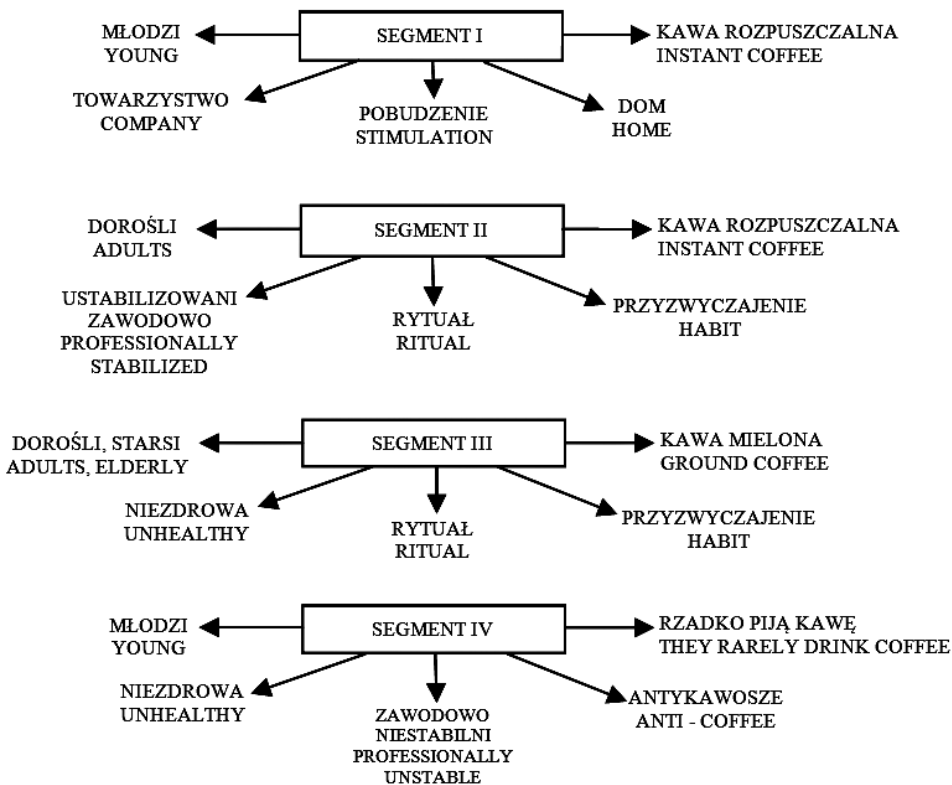 MŁODZI
YOUNG
SEGMENT I
KAWA ROZPUSZCZALNA
INSTANT COFFEE
TOWARZYSTWO
COMPANY
POBUDZENIE
STIMULATION
DOM
HOME
DOROŚLI
ADULTS
SEGMENT II
KAWA ROZPUSZCZALNA
INSTANT COFFEE
USTABILIZOWANI
ZAWODOWO
PROFESSIONALLY
STABILIZED
RYTUAŁ
RITUAL
PRZYZWYCZAJENIE
HABIT
DOROŚLI, STARSI
ADULTS, ELDERLY
SEGMENT III
KAWA MIELONA
GROUND COFFEE
NIEZDROWA
UNHEALTHY
RYTUAŁ
RITUAL
PRZYZWYCZAJENIE
HABIT
MŁODZI
YOUNG
SEGMENT IV
RZADKO PIJĄ KAWĘ
THEY RARELY DRINK COFFEE
NIEZDROWA
UNHEALTHY
ZAWODOWO
NIESTABILNI
PROFESSIONALLY
UNSTABLE
ANTYKAWOSZE
ANTI - COFFEE